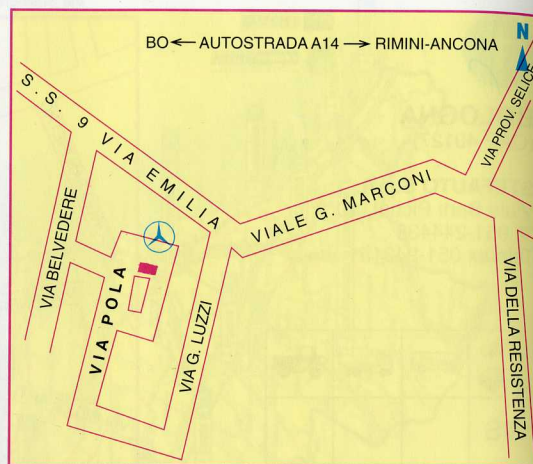 N
BO ← AUTOSTRADA A14 → RIMINI-ANCONA
S.S. 9 VIA EMILIA
VIA PROV. SELICE
VIALE G. MARCONI
VIA BELVEDERE
VIA POLA
VIA G. LUZZI
VIA DELLA RESISTENZA